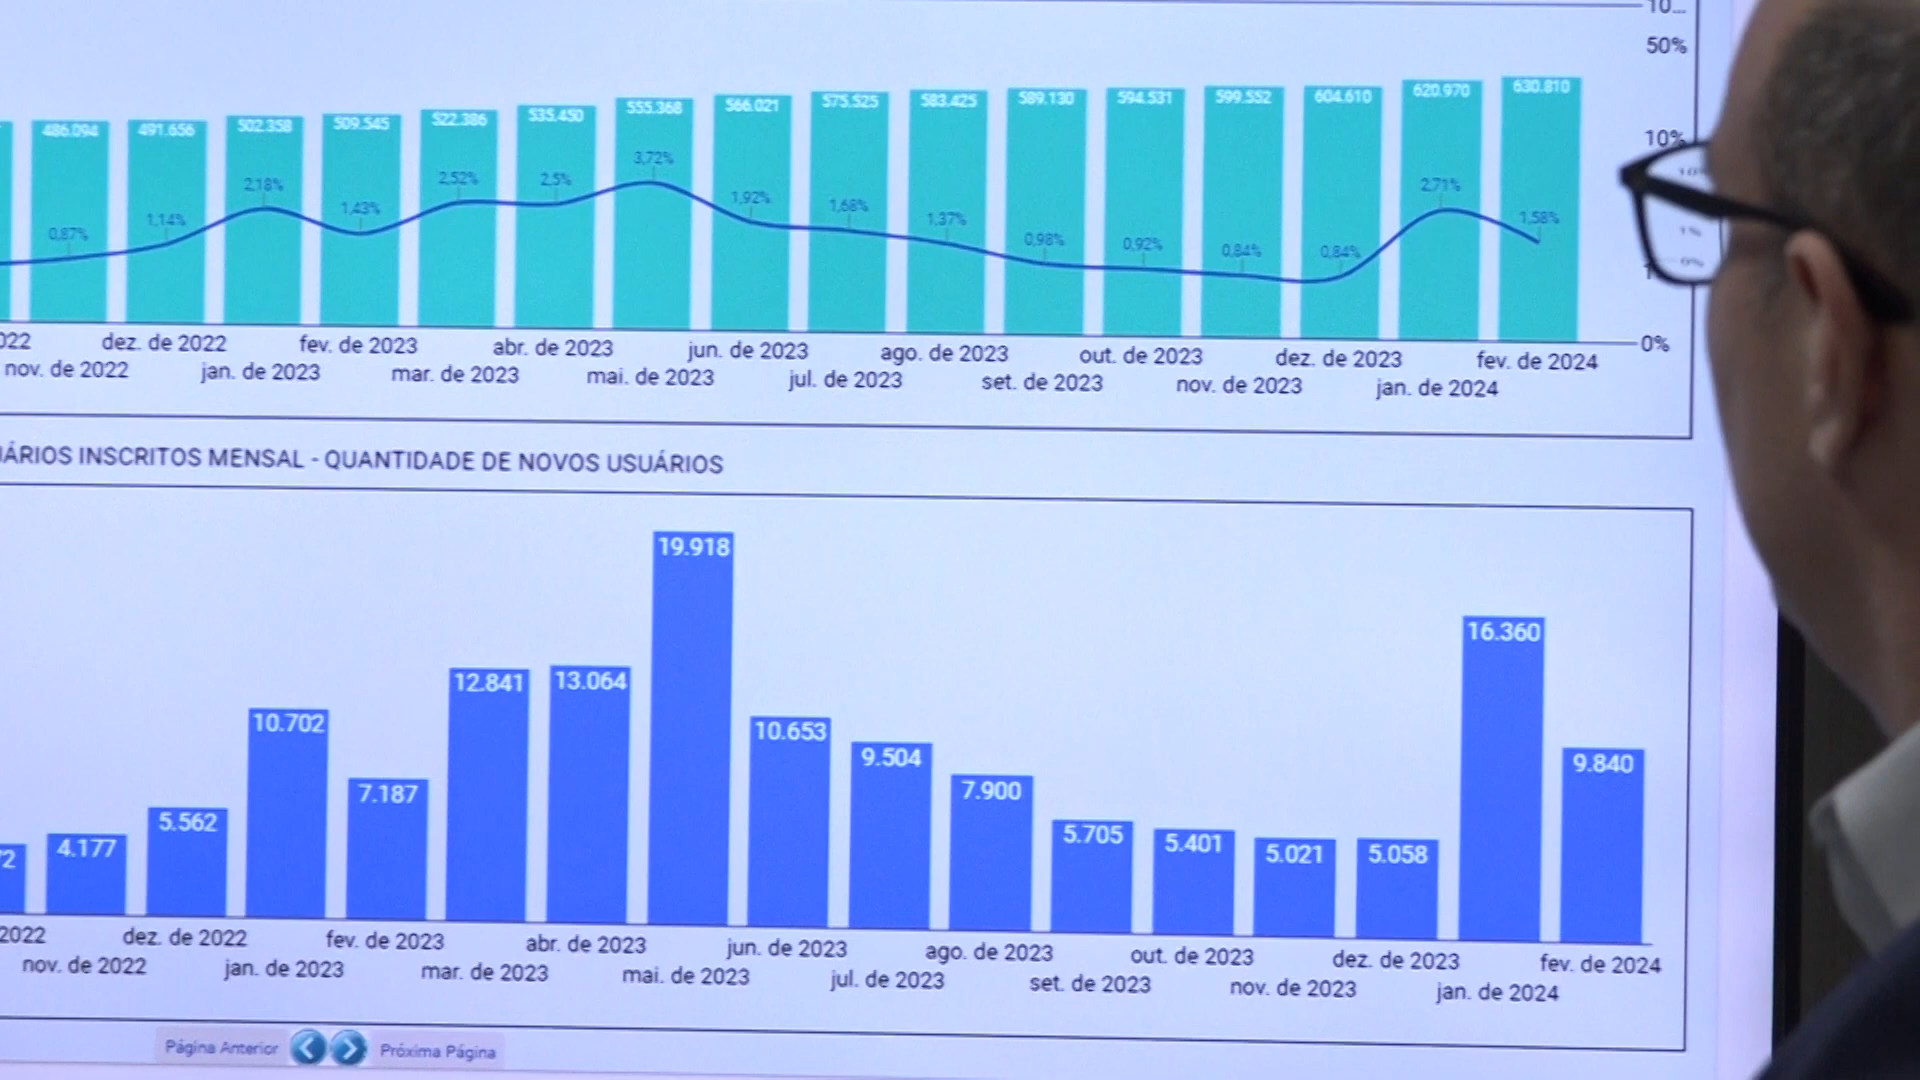 10...
50%
10%
0%
486.094 491.656 502.358 509.545 522.386 535.450 555.368 566.021 575.525 583.425 589.130 594.531 599.552 604.610 620.970 630.810
0,87% 1,14% 2,18% 1,43% 2,52% 2,5% 3,72% 1,92% 1,68% 1,37% 0,98% 0,92% 0,84% 0,84% 2,71% 1,58%
022 dez. de 2022 fev. de 2023 abr. de 2023 jun. de 2023 ago. de 2023 out. de 2023 dez. de 2023 fev. de 2024
nov. de 2022 jan. de 2023 mar. de 2023 mai. de 2023 jul. de 2023 set. de 2023 nov. de 2023 jan. de 2024
ÁRIOS INSCRITOS MENSAL - QUANTIDADE DE NOVOS USUÁRIOS
72 4.177 5.562 10.702 7.187 12.841 13.064 19.918 10.653 9.504 7.900 5.705 5.401 5.021 5.058 16.360 9.840
2022 dez. de 2022 fev. de 2023 abr. de 2023 jun. de 2023 ago. de 2023 out. de 2023 dez. de 2023 fev. de 2024
nov. de 2022 jan. de 2023 mar. de 2023 mai. de 2023 jul. de 2023 set. de 2023 nov. de 2023 jan. de 2024
Página Anterior Próxima Página